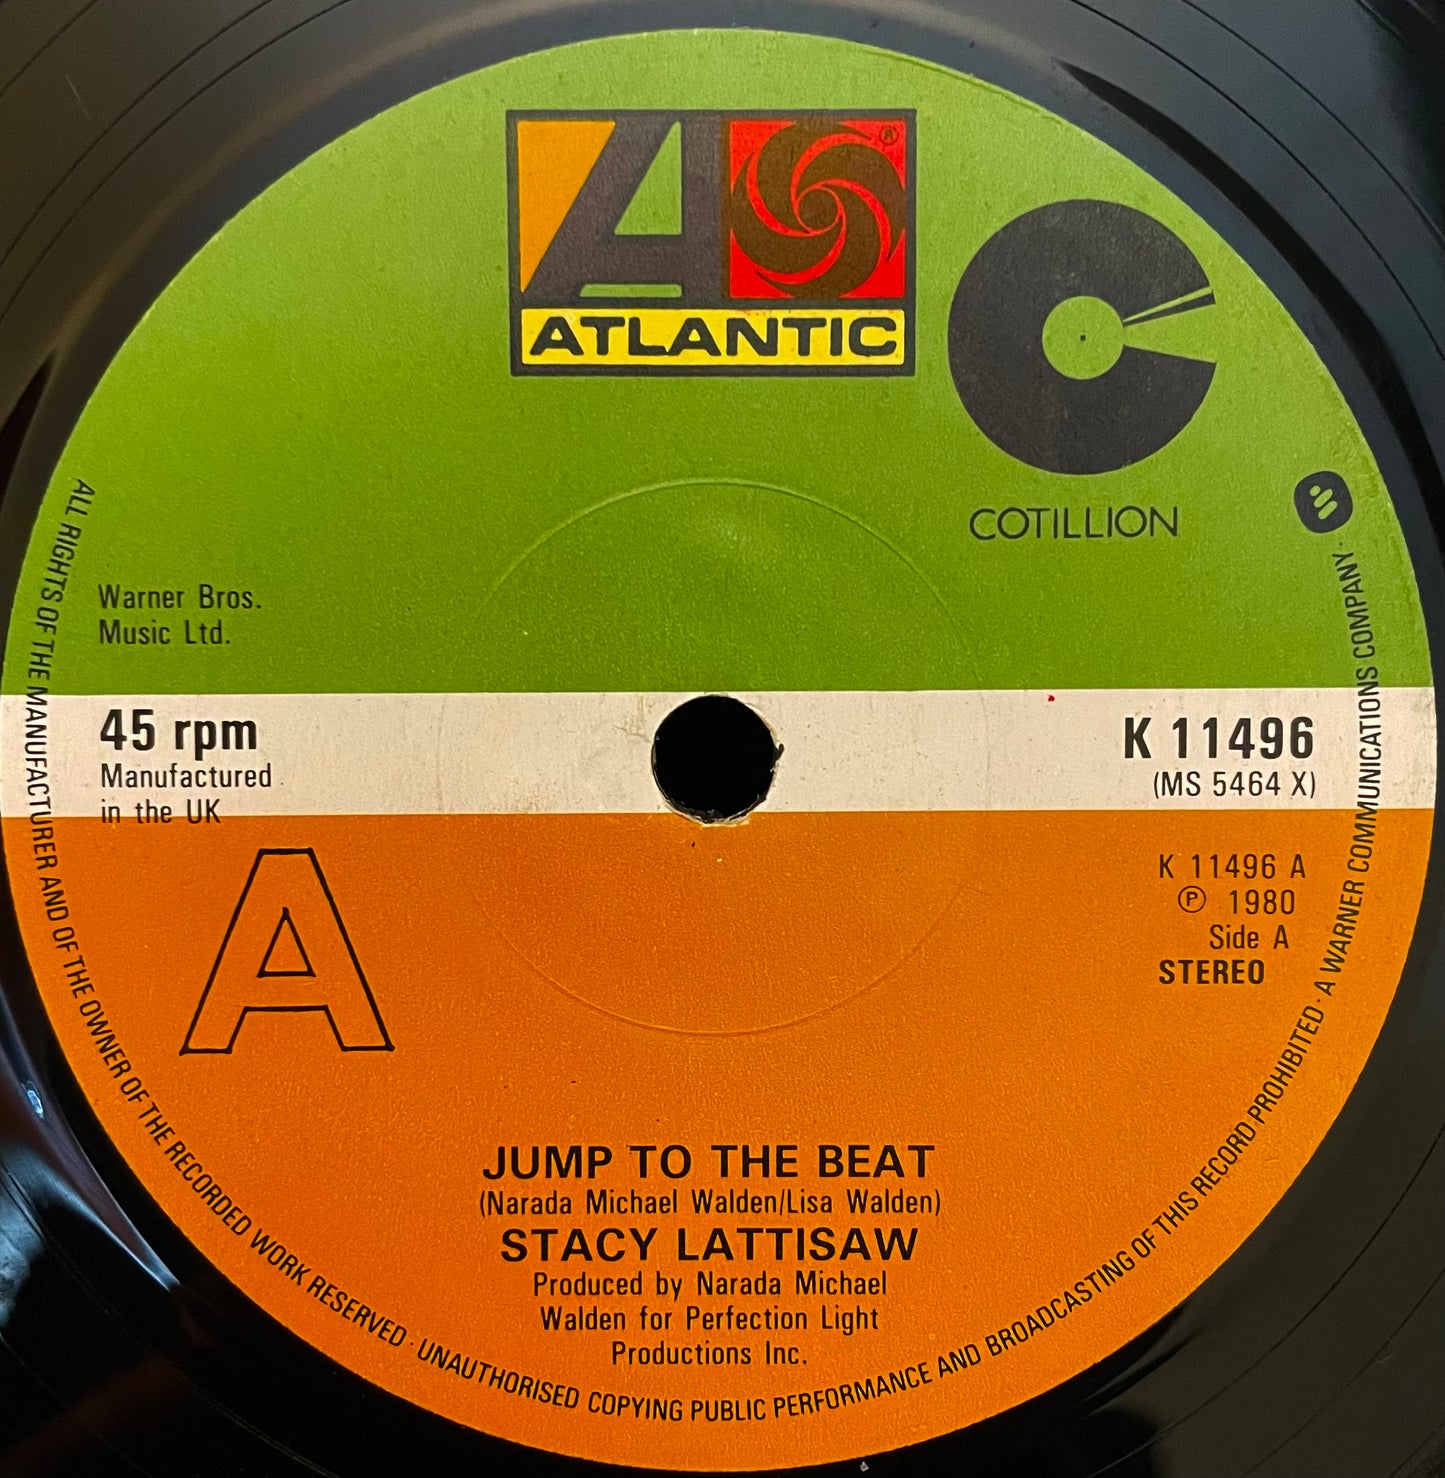 A
®
ATLANTIC
COTILLION
Warner Bros.
Music Ltd.
45 rpm
Manufactured
in the UK
K 11496
(MS 5464 X)
K 11496 A
℗ 1980
Side A
STEREO
A
JUMP TO THE BEAT
(Narada Michael Walden/Lisa Walden)
STACY LATTISAW
Produced by Narada Michael
Walden for Perfection Light
Productions Inc.
ALL RIGHTS OF THE MANUFACTURER AND OF THE OWNER OF THE RECORDED WORK RESERVED · UNAUTHORISED COPYING PUBLIC PERFORMANCE AND BROADCASTING OF THIS RECORD PROHIBITED · A WARNER COMMUNICATIONS COMPANY ·